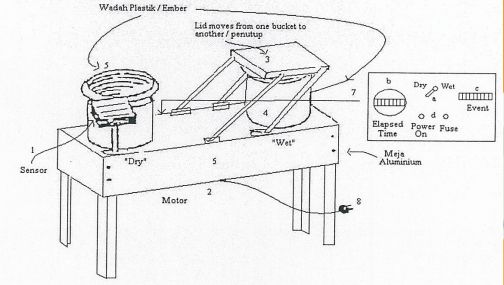 Wadah Plastik / Ember
Lid moves from one bucket to
another / penutup
5
3
7
4
1
Sensor
"Dry"
5
"Wet"
2
Motor
8
Meja
Aluminium
b
Dry
Wet
a
c
Event
d
Elapsed
Time
Power
On
Fuse